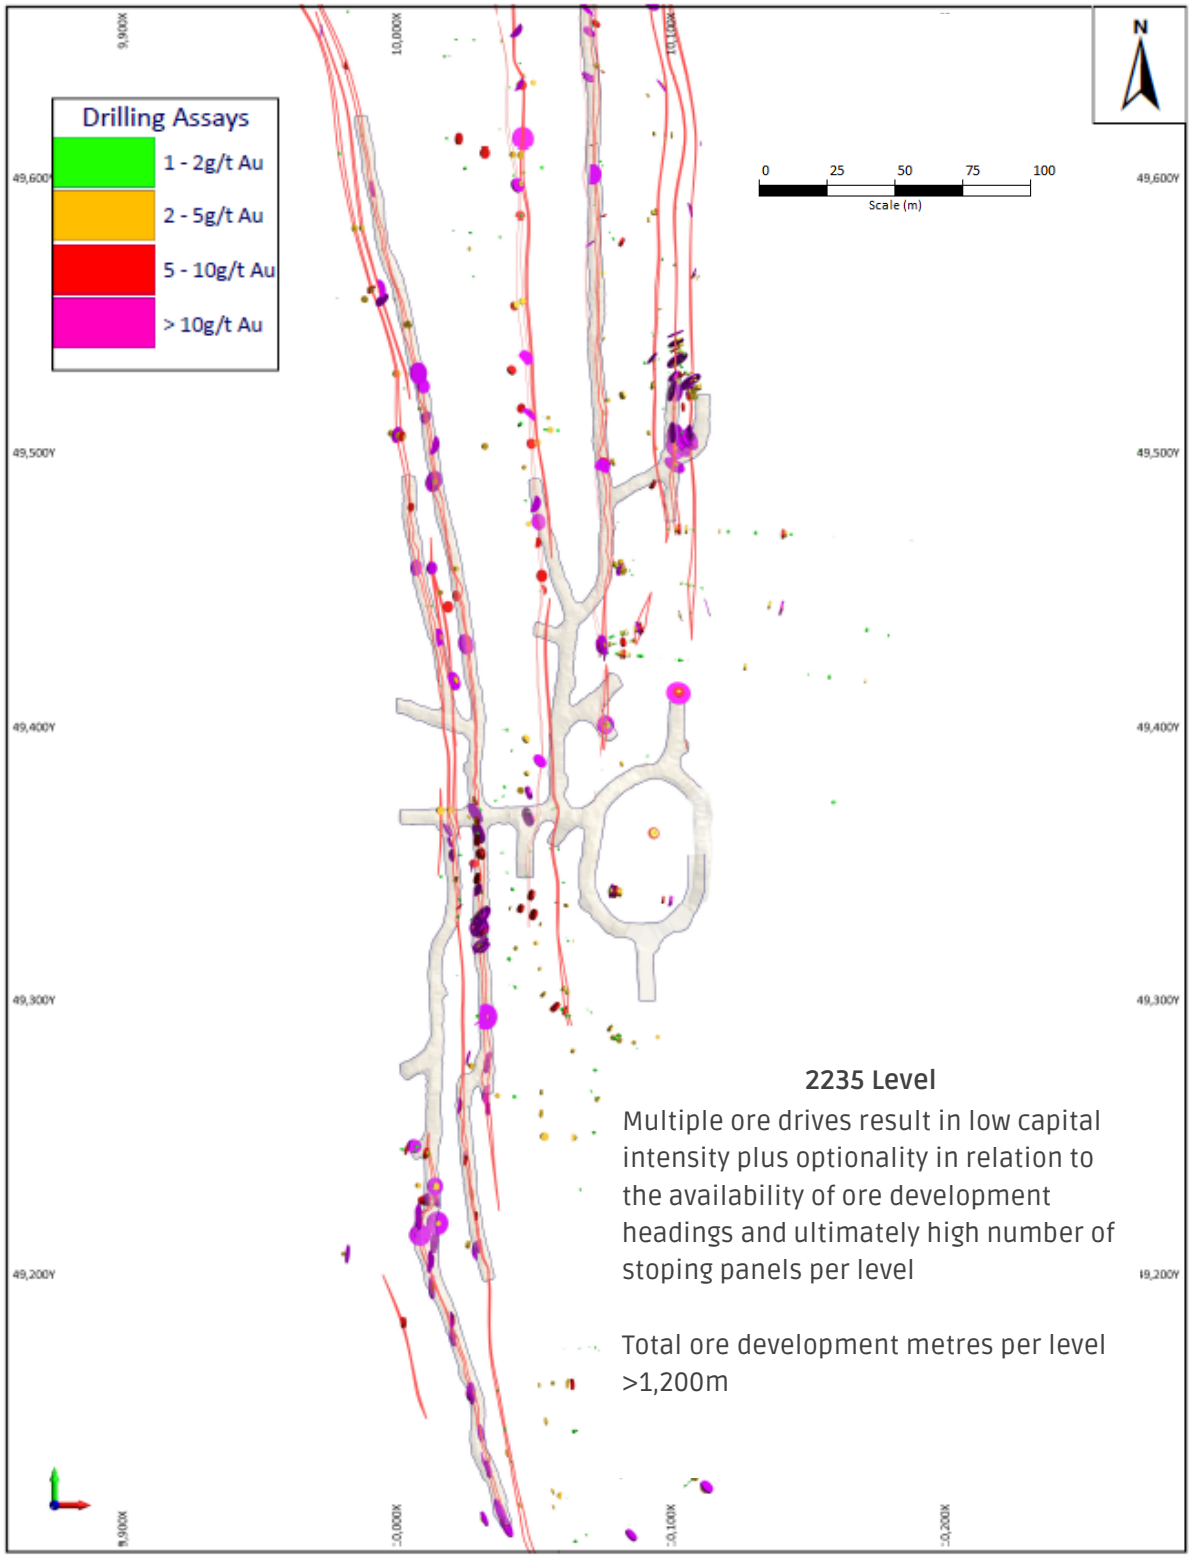 9,900X
10,000X
10,100X
N
Drilling Assays
1 - 2g/t Au
2 - 5g/t Au
5 - 10g/t Au
> 10g/t Au
0 25 50 75 100
Scale (m)
49,600Y
49,600Y
49,500Y
49,500Y
49,400Y
49,400Y
49,300Y
49,300Y
2235 Level
Multiple ore drives result in low capital
intensity plus optionality in relation to
the availability of ore development
headings and ultimately high number of
stoping panels per level
49,200Y
49,200Y
Total ore development metres per level
>1,200m
9,900X
10,000X
10,100X
10,200X